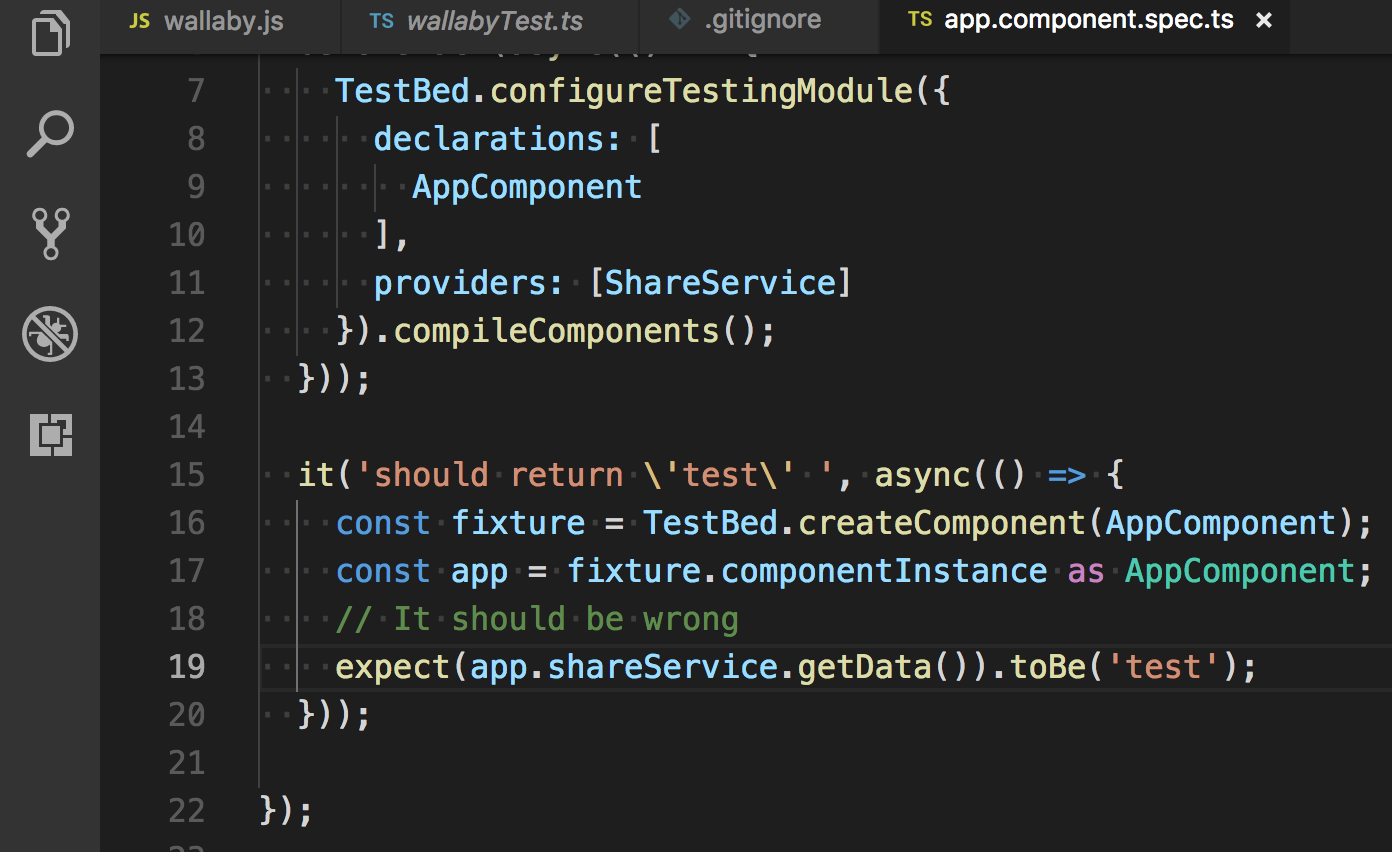 JS wallaby.js TS wallabyTest.ts .gitignore TS app.component.spec.ts ×
7 TestBed.configureTestingModule({
8 declarations: [
9 AppComponent
10 ],
11 providers: [ShareService]
12 }).compileComponents();
13 }));
14
15 it('should return \'test\' ', async(() => {
16 const fixture = TestBed.createComponent(AppComponent);
17 const app = fixture.componentInstance as AppComponent;
18 // It should be wrong
19 expect(app.shareService.getData()).toBe('test');
20 }));
21
22 });